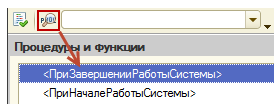 Процедуры и функции
<ПриЗавершенииРаботыСистемы>
<ПриНачалеРаботыСистемы>